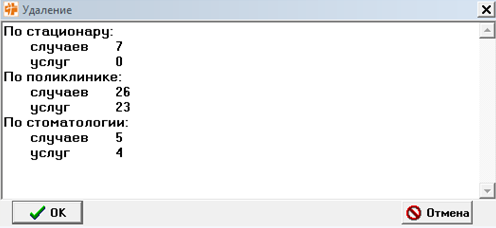 Удаление
По стационару:
случаев 7
услуг 0
По поликлинике:
случаев 26
услуг 23
По стоматологии:
случаев 5
услуг 4
OK Отмена